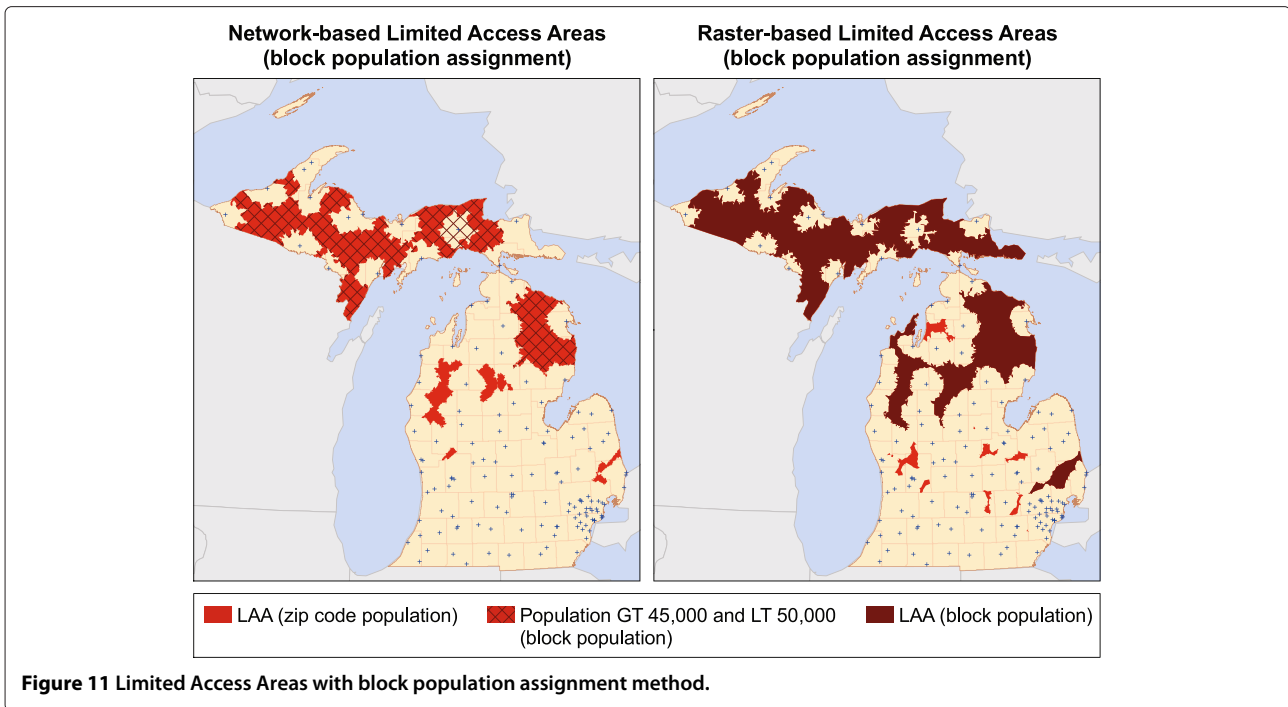 Network-based Limited Access Areas
(block population assignment)
Raster-based Limited Access Areas
(block population assignment)
LAA (zip code population)
Population GT 45,000 and LT 50,000
(block population)
LAA (block population)
Figure 11 Limited Access Areas with block population assignment method.